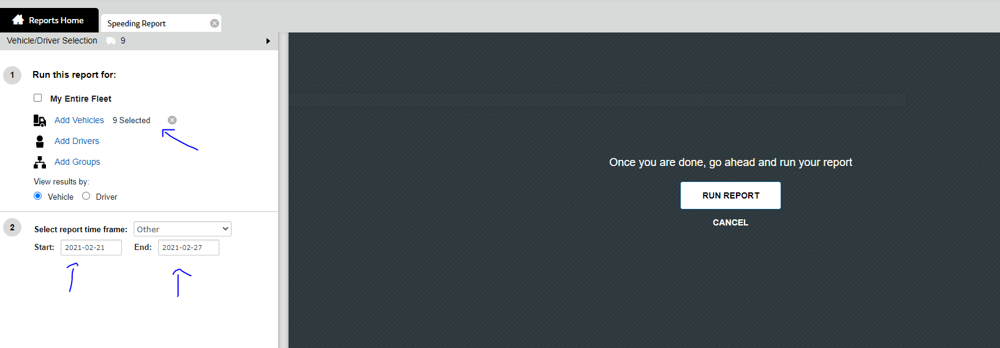 Reports Home
Speeding Report
Vehicle/Driver Selection 9
1 Run this report for:
My Entire Fleet
Add Vehicles 9 Selected
Add Drivers
Add Groups
View results by:
Vehicle Driver
2 Select report time frame: Other
Start: 2021-02-21 End: 2021-02-27
Once you are done, go ahead and run your report
RUN REPORT
CANCEL